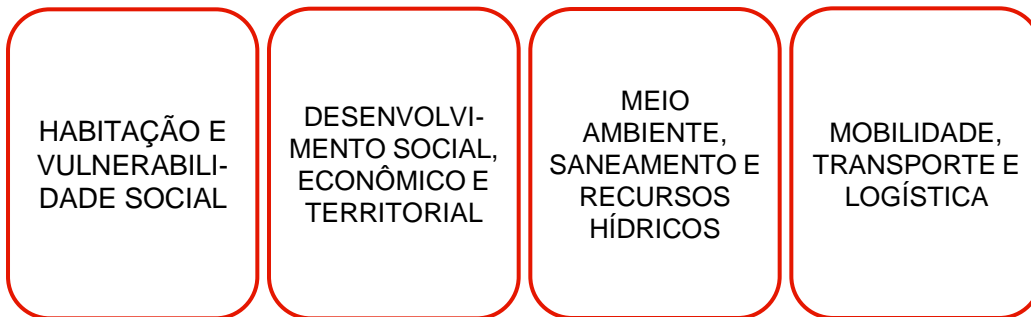 HABITAÇÃO E
VULNERABILI-
DADE SOCIAL
DESENVOLVI-
MENTO SOCIAL,
ECONÔMICO E
TERRITORIAL
MEIO
AMBIENTE,
SANEAMENTO E
RECURSOS
HÍDRICOS
MOBILIDADE,
TRANSPORTE E
LOGÍSTICA